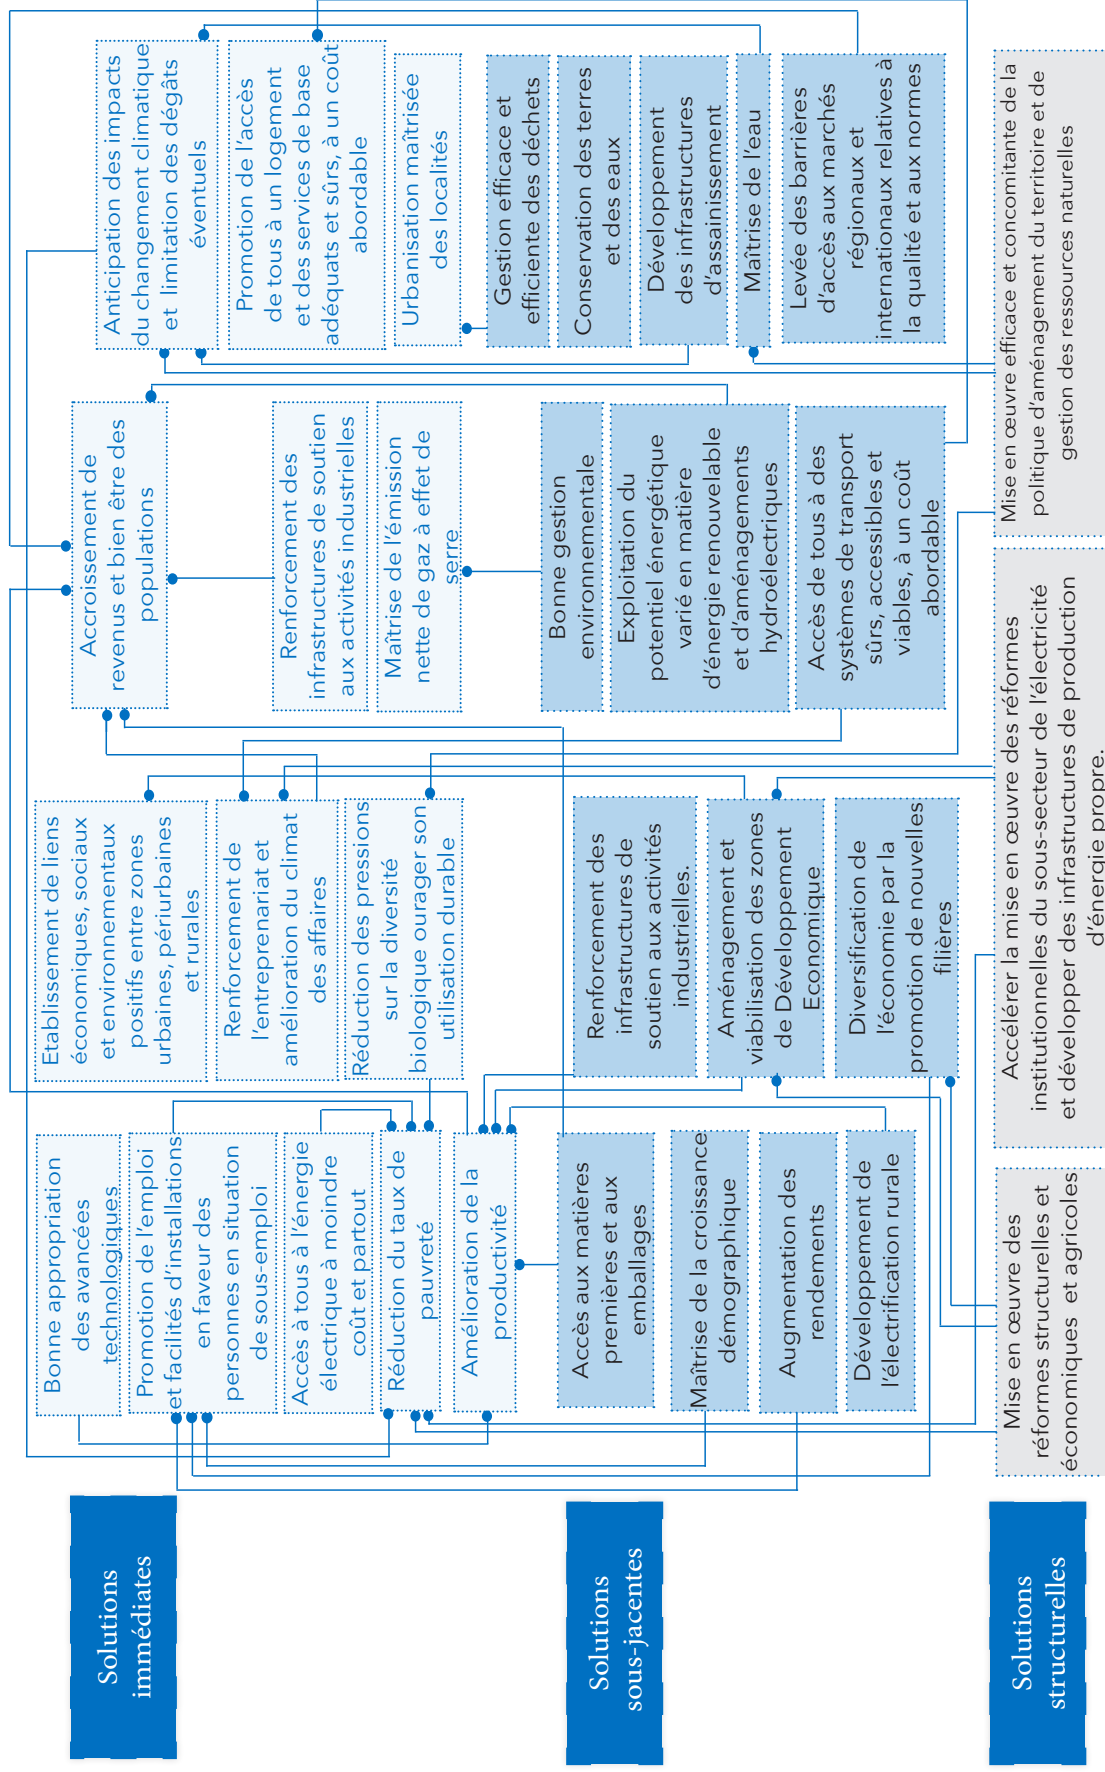 Solutions
immédiates
Bonne appropriation
des avancées
technologiques
Promotion de l'emploi
et facilités d'installations
en faveur des
personnes en situation
de sous-emploi
Accès à tous à l'énergie
électrique à moindre
coût et partout
Réduction du taux de
pauvreté
Amélioration de la
productivité
Etablissement de liens
économiques, sociaux
et environnementaux
positifs entre zones
urbaines, périurbaines
et rurales
Renforcement de
l'entreprenariat et
amélioration du climat
des affaires
Réduction des pressions
sur la diversité
biologique ourager son
utilisation durable
Accroissement de
revenus et bien être des
populations
Renforcement des
infrastructures de soutien
aux activités industrielles
Maîtrise de l'émission
nette de gaz à effet de
serre
Anticipation des impacts
du changement climatique
et limitation des dégâts
éventuels
Promotion de l'accès
de tous à un logement
et des services de base
adéquats et sûrs, à un coût
abordable
Urbanisation maîtrisée
des localités
Solutions
sous-jacentes
Accès aux matières
premières et aux
emballages
Maîtrise de la croissance
démographique
Augmentation des
rendements
Développement de
l'électrification rurale
Renforcement des
infrastructures de
soutien aux activités
industrielles.
Aménagement et
viabilisation des zones
de Développement
Economique
Diversification de
l'économie par la
promotion de nouvelles
filières
Bonne gestion
environnementale
Exploitation du
potentiel énergétique
varié en matière
d'énergie renouvelable
et d'aménagements
hydroélectriques
Accès de tous à des
systèmes de transport
sûrs, accessibles et
viables, à un coût
abordable
Gestion efficace et
efficiente des déchets
Conservation des terres
et des eaux
Développement
des infrastructures
d'assainissement
Maîtrise de l'eau
Levée des barrières
d'accès aux marchés
régionaux et
internationaux relatives à
la qualité et aux normes
Solutions
structurelles
Mise en œuvre des
réformes structurelles et
économiques et agricoles
Accélérer la mise en œuvre des réformes
institutionnelles du sous-secteur de l'électricité
et développer des infrastructures de production
d'énergie propre.
Mise en œuvre efficace et concomitante de la
politique d'aménagement du territoire et de
gestion des ressources naturelles